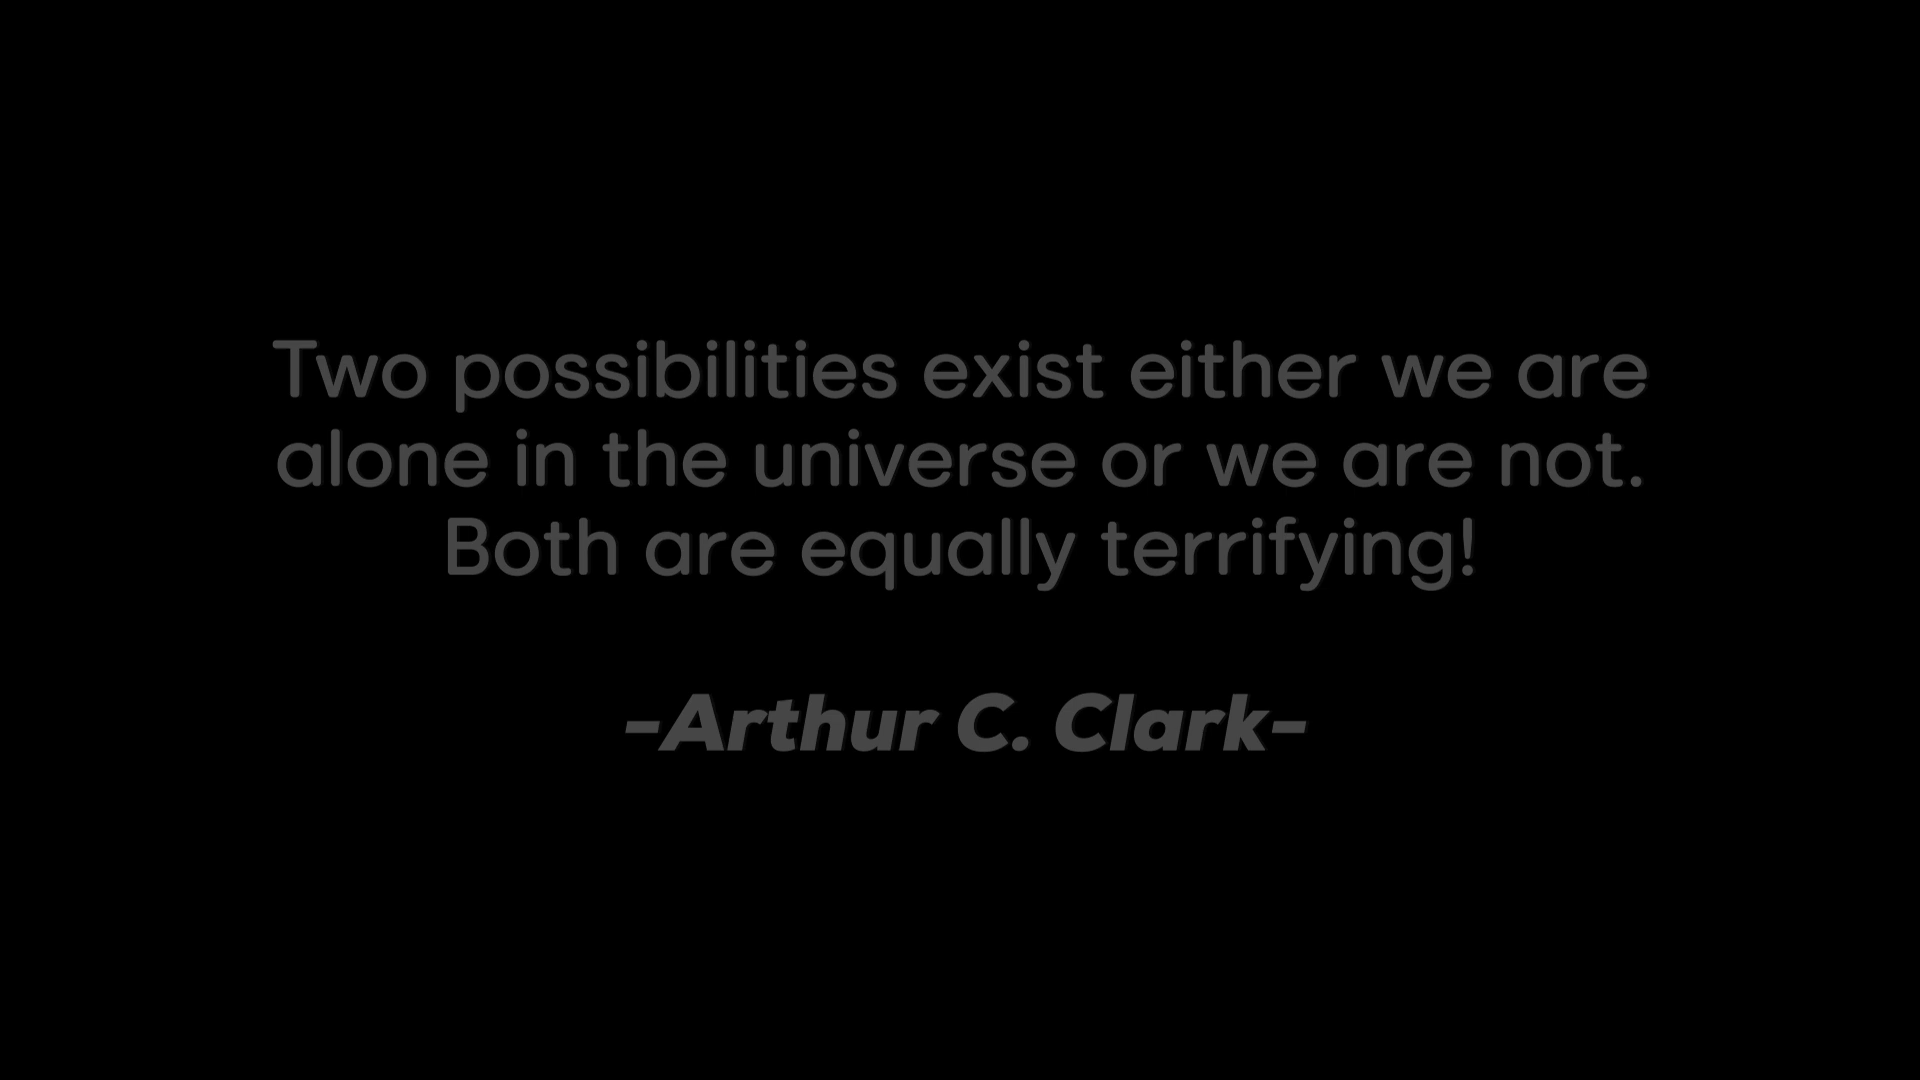 Two possibilities exist either we are
alone in the universe or we are not.
Both are equally terrifying!
-Arthur C. Clark-